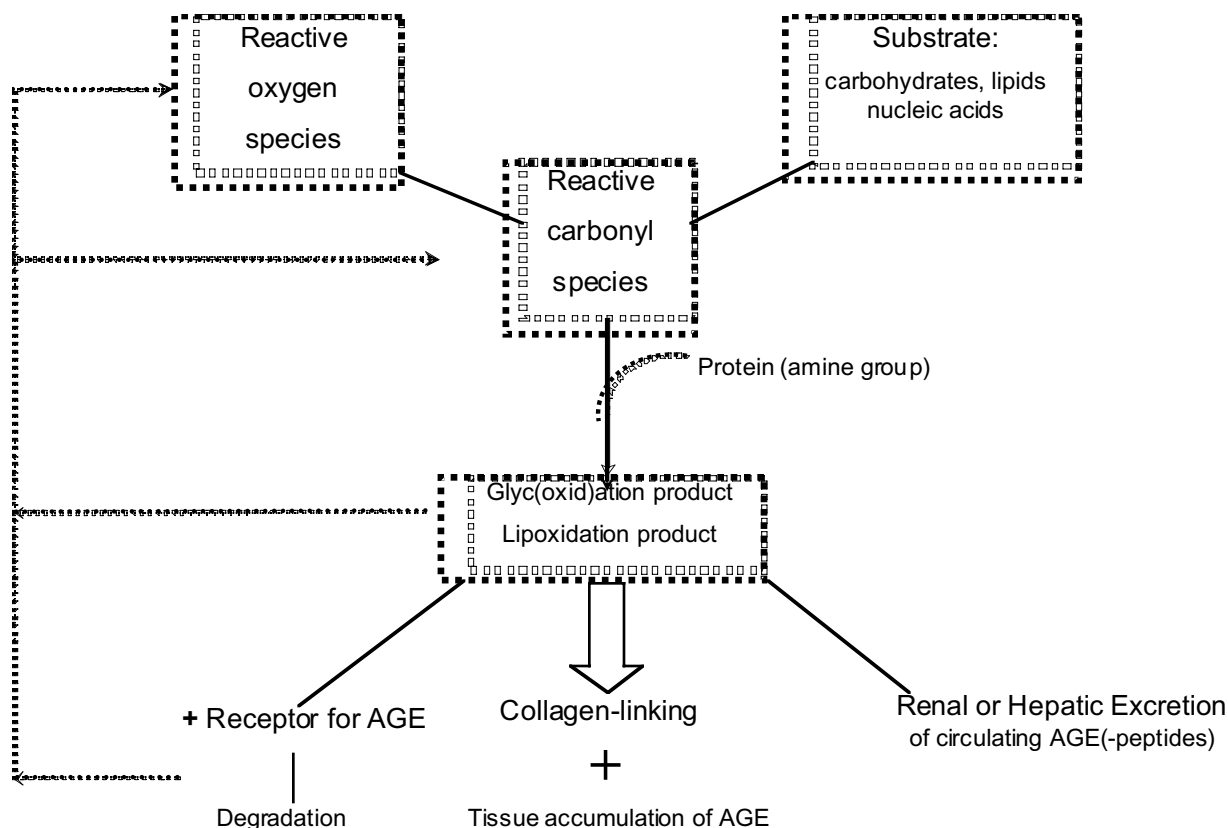 Reactive
oxygen
species
Substrate:
carbohydrates, lipids
nucleic acids
Reactive
carbonyl
species
Protein (amine group)
Glyc(oxid)ation product
Lipoxidation product
+ Receptor for AGE
Collagen-linking
Renal or Hepatic Excretion
of circulating AGE(-peptides)
+
Degradation
Tissue accumulation of AGE